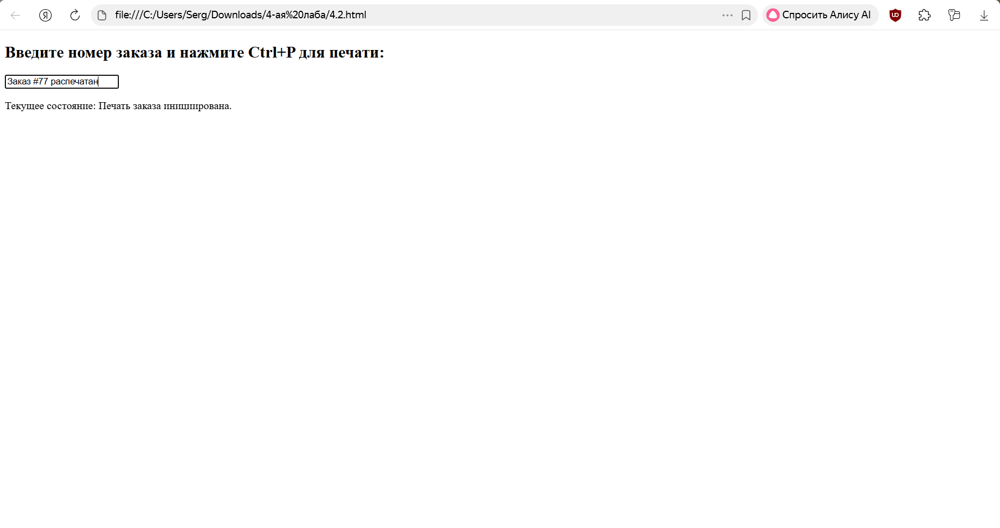 file:///C:/Users/Serg/Downloads/4-ая%20лаба/4.2.html
Спросить Алису AI
Введите номер заказа и нажмите Ctrl+P для печати:
Заказ #77 распечатан
Текущее состояние: Печать заказа инициирована.